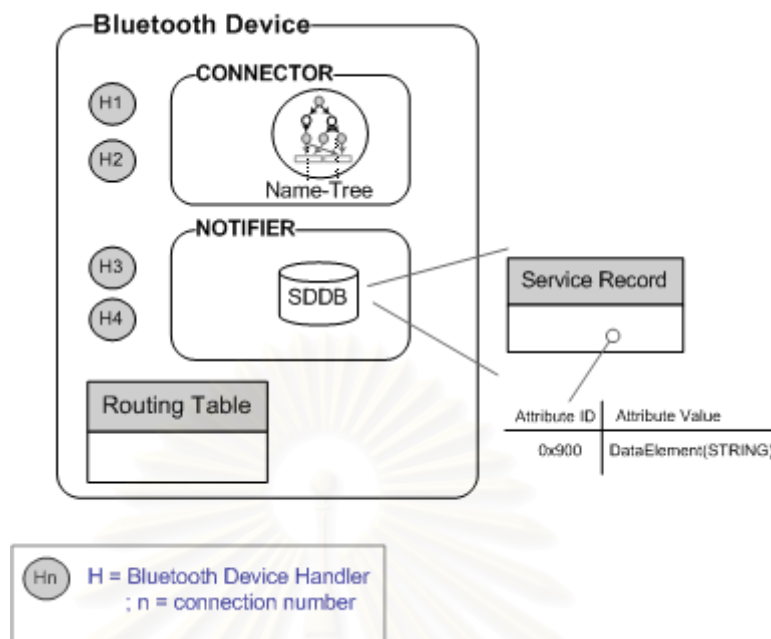 Bluetooth Device
CONNECTOR
H1
H2
Name-Tree
NOTIFIER
H3
H4
SDDB
Service Record
Routing Table
Attribute ID Attribute Value
0x900 DataElement(STRING)
Hn
H = Bluetooth Device Handler
; n = connection number